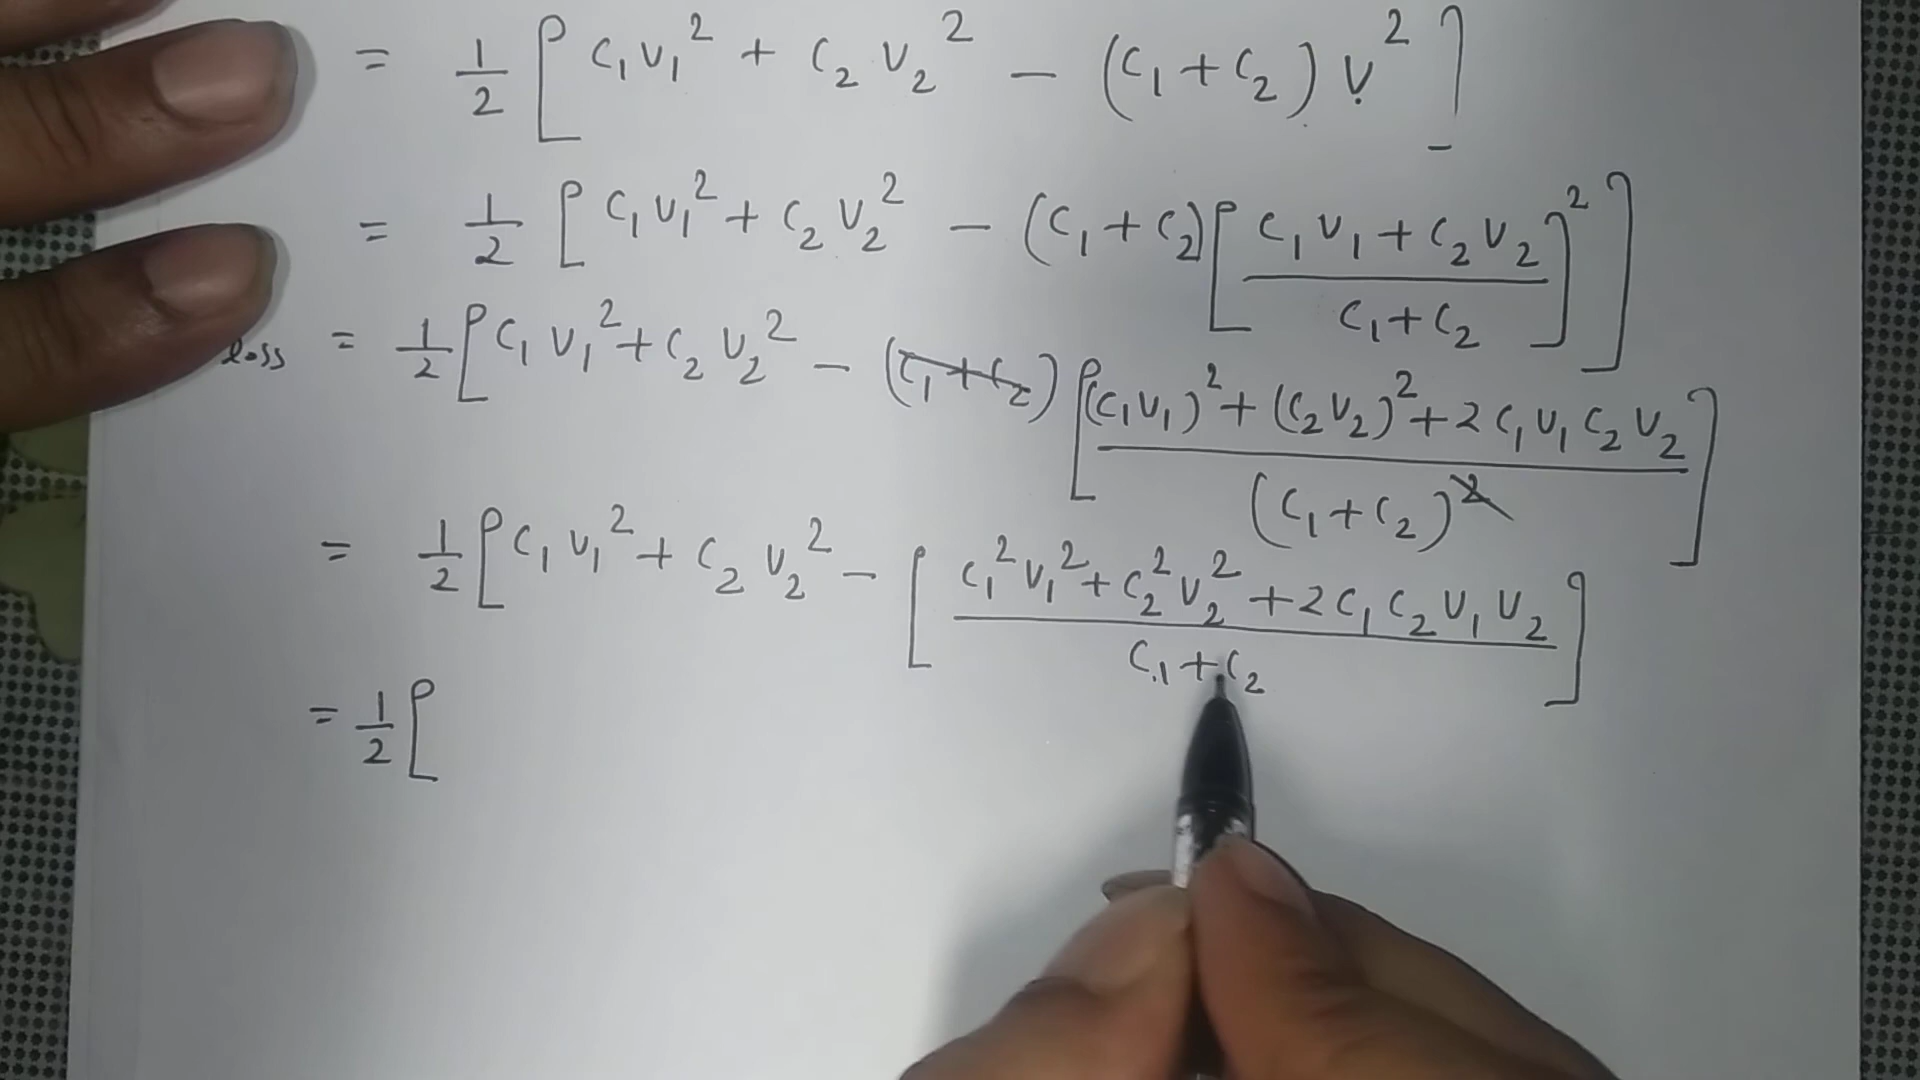 = 1/2 [ C₁V₁² + C₂V₂² − (C₁+C₂) V² ]
= 1/2 [ C₁V₁² + C₂V₂² − (C₁+C₂) [ (C₁V₁ + C₂V₂) / (C₁+C₂) ]² ]
loss = 1/2 [ C₁V₁² + C₂V₂² − (C₁+C₂) [ ((C₁V₁)² + (C₂V₂)² + 2C₁V₁C₂V₂) / (C₁+C₂)² ]
= 1/2 [ C₁V₁² + C₂V₂² − [ (C₁²V₁² + C₂²V₂² + 2C₁C₂V₁V₂) / (C₁+C₂) ]
= 1/2 [